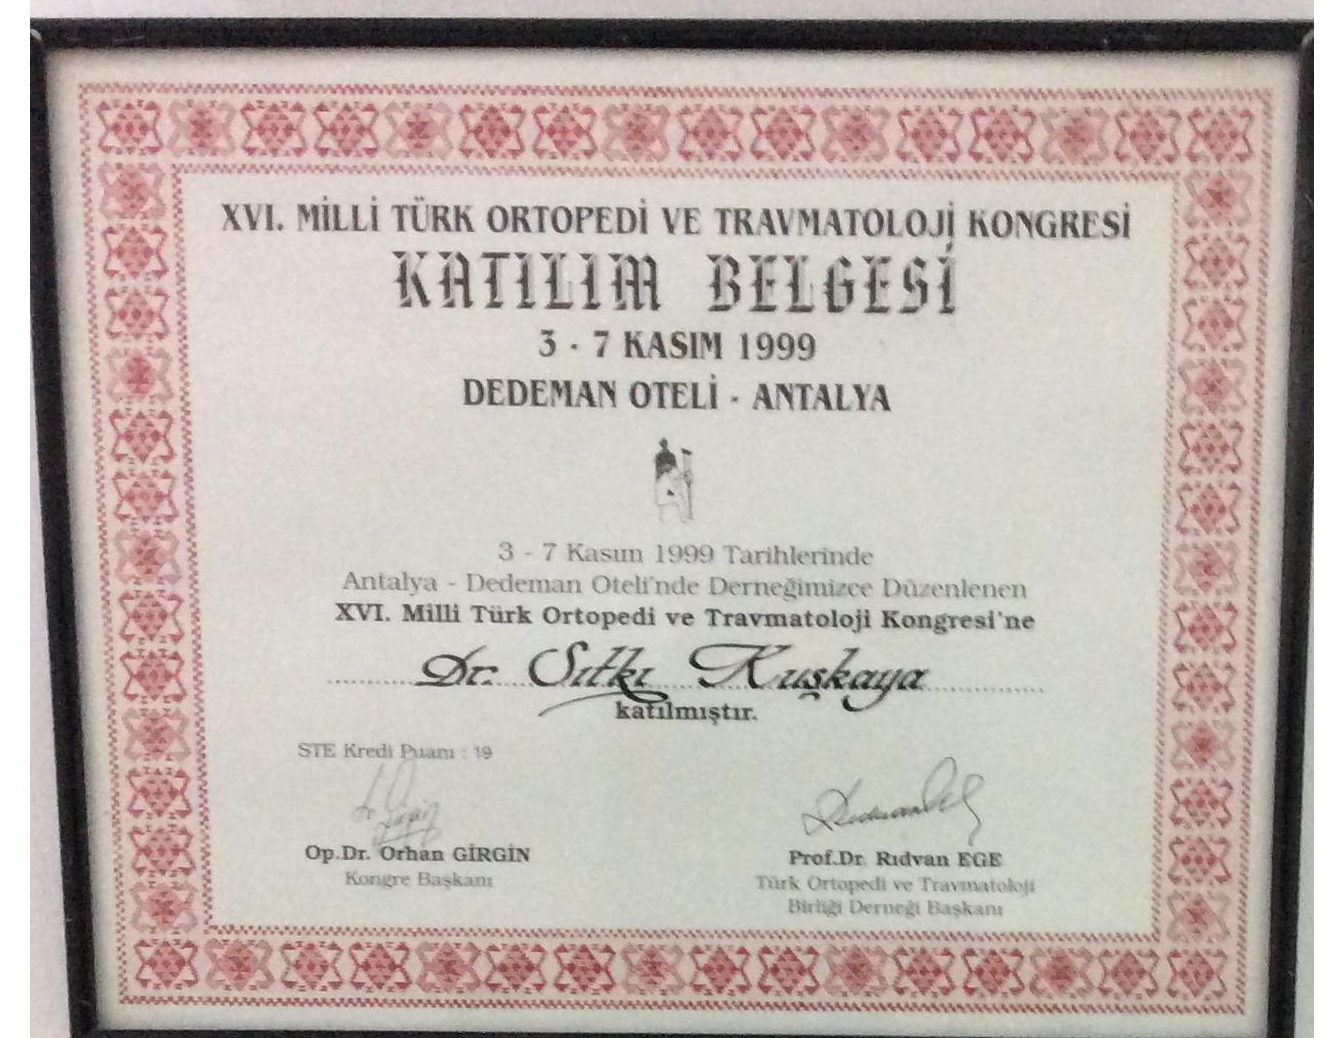 XVI. MİLLİ TÜRK ORTOPEDİ VE TRAVMATOLOJİ KONGRESİ
KATILIM BELGESİ
3 - 7 KASIM 1999
DEDEMAN OTELİ - ANTALYA
3 - 7 Kasım 1999 Tarihlerinde
Antalya - Dedeman Oteli'nde Derneğimizce Düzenlenen
XVI. Milli Türk Ortopedi ve Travmatoloji Kongresi'ne
Dr. Sıtkı Kuşkaya
katılmıştır.
STE Kredi Puanı : 19
Op.Dr. Orhan GİRGİN
Kongre Başkanı
Prof.Dr. Rıdvan EGE
Türk Ortopedi ve Travmatoloji
Birliği Derneği Başkanı